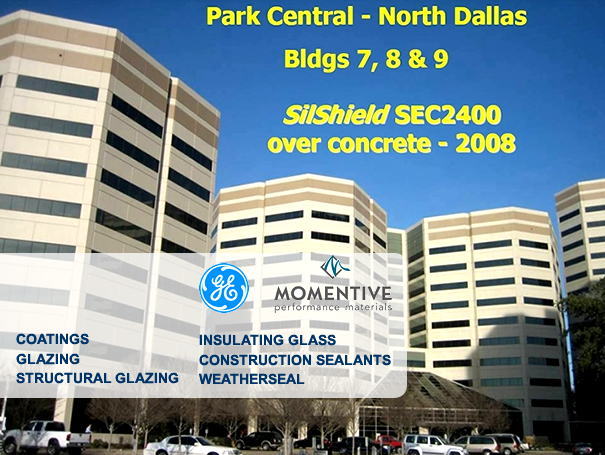 Park Central - North Dallas
Bldgs 7, 8 & 9
SilShield SEC2400
over concrete - 2008
GE
MOMENTIVE
performance materials
COATINGS
GLAZING
STRUCTURAL GLAZING
INSULATING GLASS
CONSTRUCTION SEALANTS
WEATHERSEAL